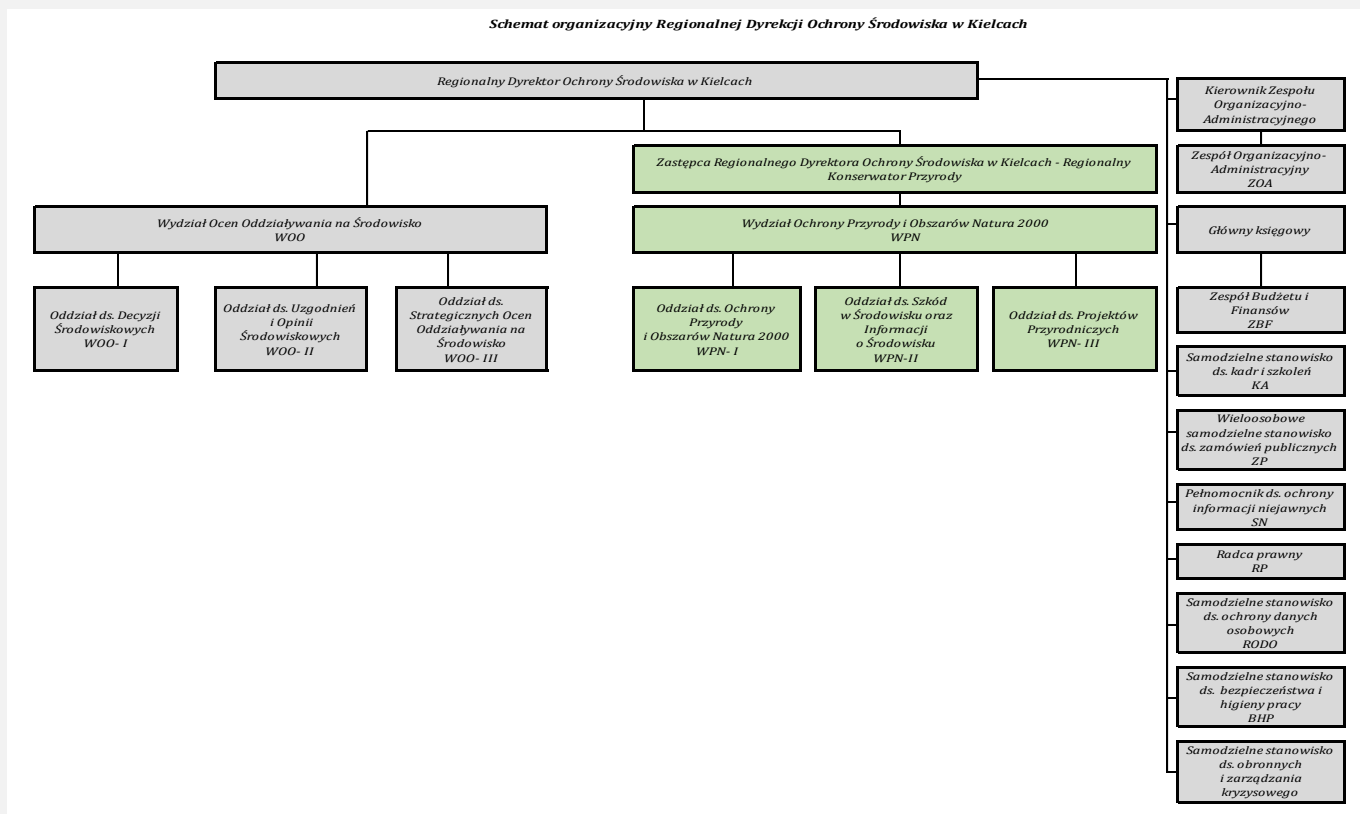 Schemat organizacyjny Regionalnej Dyrekcji Ochrony Środowiska w Kielcach
Regionalny Dyrektor Ochrony Środowiska w Kielcach
Kierownik Zespołu
Organizacyjno-
Administracyjnego
Zastępca Regionalnego Dyrektora Ochrony Środowiska w Kielcach - Regionalny
Konserwator Przyrody
Zespół Organizacyjno-
Administracyjny
ZOA
Wydział Ocen Oddziaływania na Środowisko
WOO
Wydział Ochrony Przyrody i Obszarów Natura 2000
WPN
Główny księgowy
Oddział ds. Decyzji
Środowiskowych
WOO- I
Oddział ds. Uzgodnień
i Opinii
Środowiskowych
WOO- II
Oddział ds.
Strategicznych Ocen
Oddziaływania na
Środowisko
WOO- III
Oddział ds. Ochrony
Przyrody
i Obszarów Natura 2000
WPN- I
Oddział ds. Szkód
w Środowisku oraz
Informacji
o Środowisku
WPN-II
Oddział ds. Projektów
Przyrodniczych
WPN- III
Zespół Budżetu i
Finansów
ZBF
Samodzielne stanowisko
ds. kadr i szkoleń
KA
Wieloosobowe
samodzielne stanowisko
ds. zamówień publicznych
ZP
Pełnomocnik ds. ochrony
informacji niejawnych
SN
Radca prawny
RP
Samodzielne stanowisko
ds. ochrony danych
osobowych
RODO
Samodzielne stanowisko
ds. bezpieczeństwa i
higieny pracy
BHP
Samodzielne stanowisko
ds. obronnych
i zarządzania
kryzysowego